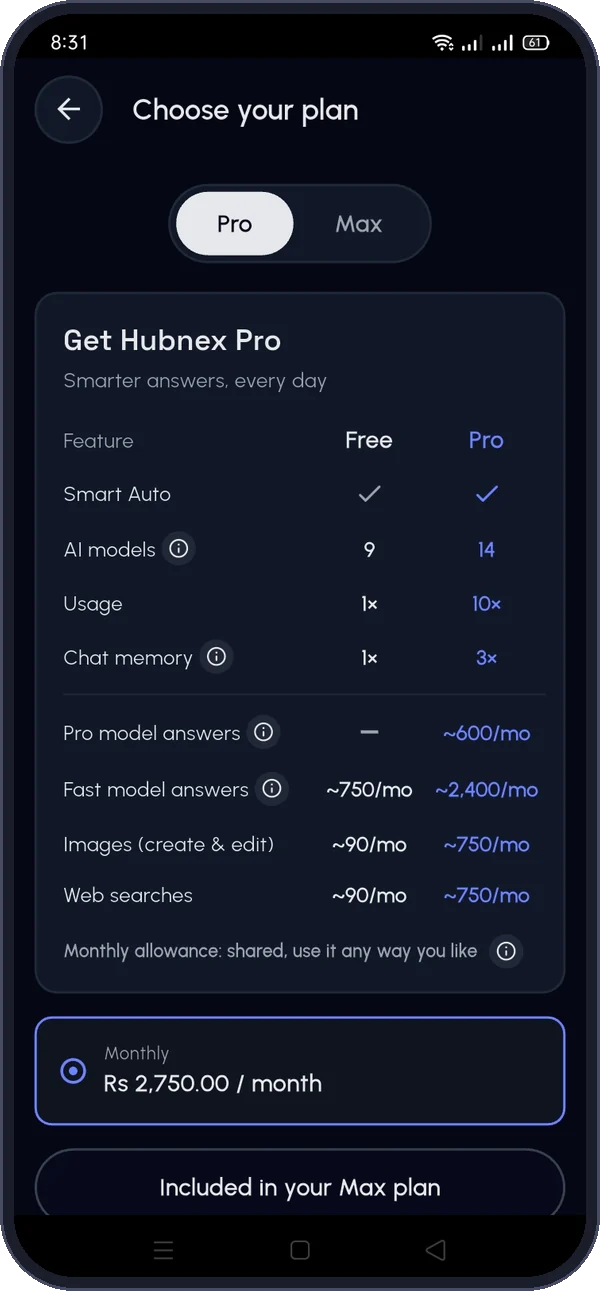 8:31
61
Choose your plan
Pro Max
Get Hubnex Pro
Smarter answers, every day
Feature Free Pro
Smart Auto
AI models 9 14
Usage 1× 10×
Chat memory 1× 3×
Pro model answers – ~600/mo
Fast model answers ~750/mo ~2,400/mo
Images (create & edit) ~90/mo ~750/mo
Web searches ~90/mo ~750/mo
Monthly allowance: shared, use it any way you like
Monthly
Rs 2,750.00 / month
Included in your Max plan